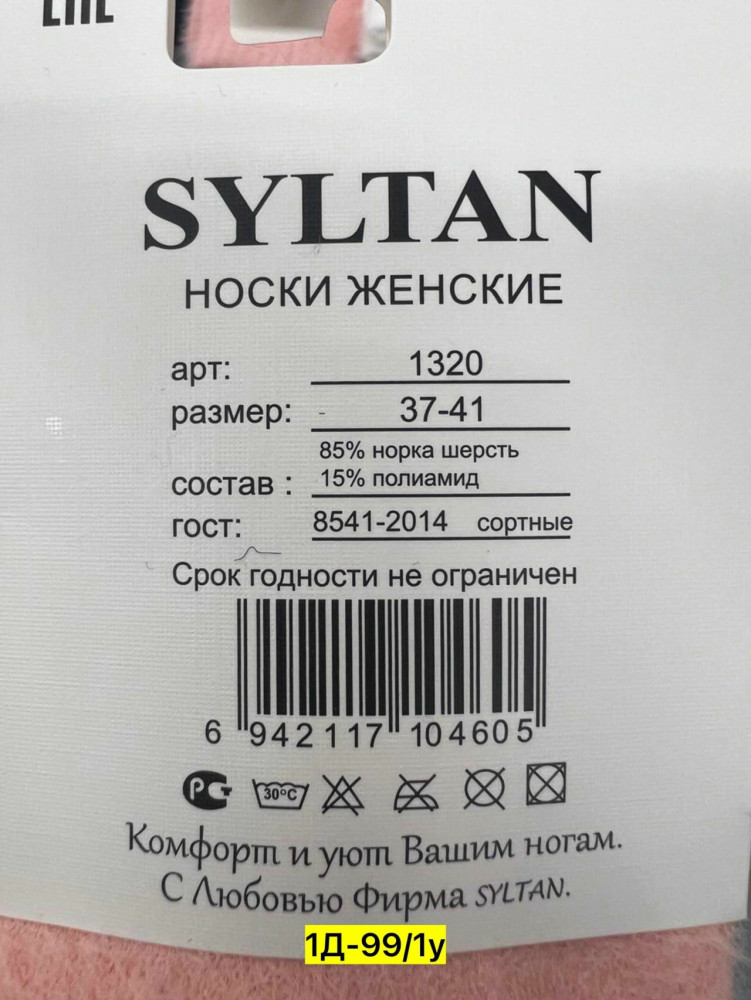 SYLTAN
НОСКИ ЖЕНСКИЕ
арт: 1320
размер: - 37-41
85% норка шерсть
состав : 15% полиамид
гост: 8541-2014 сортные
Срок годности не ограничен
6 942117 104605
РС 30°C
Комфорт и уют Вашим ногам.
С Любовью Фирма SYLTAN.
1Д-99/1у